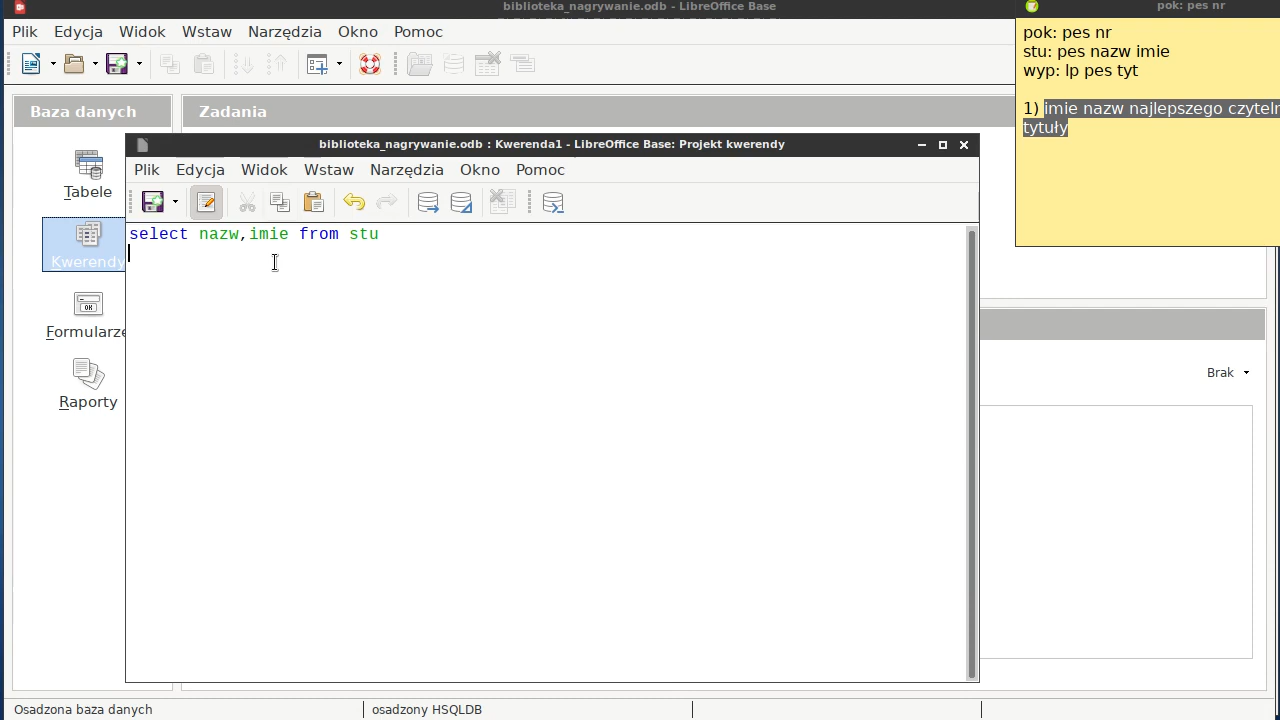 biblioteka_nagrywanie.odb - LibreOffice Base
Plik Edycja Widok Wstaw Narzędzia Okno Pomoc
Baza danych
Zadania
Tabele
Kwerendy
Formularze
Raporty
biblioteka_nagrywanie.odb : Kwerenda1 - LibreOffice Base: Projekt kwerendy
Plik Edycja Widok Wstaw Narzędzia Okno Pomoc
select nazw,imie from stu
pok: pes nr
pok: pes nr
stu: pes nazw imie
wyp: lp pes tyt
1) imie nazw najlepszego
tytuły
Brak
Osadzona baza danych
osadzony HSQLDB